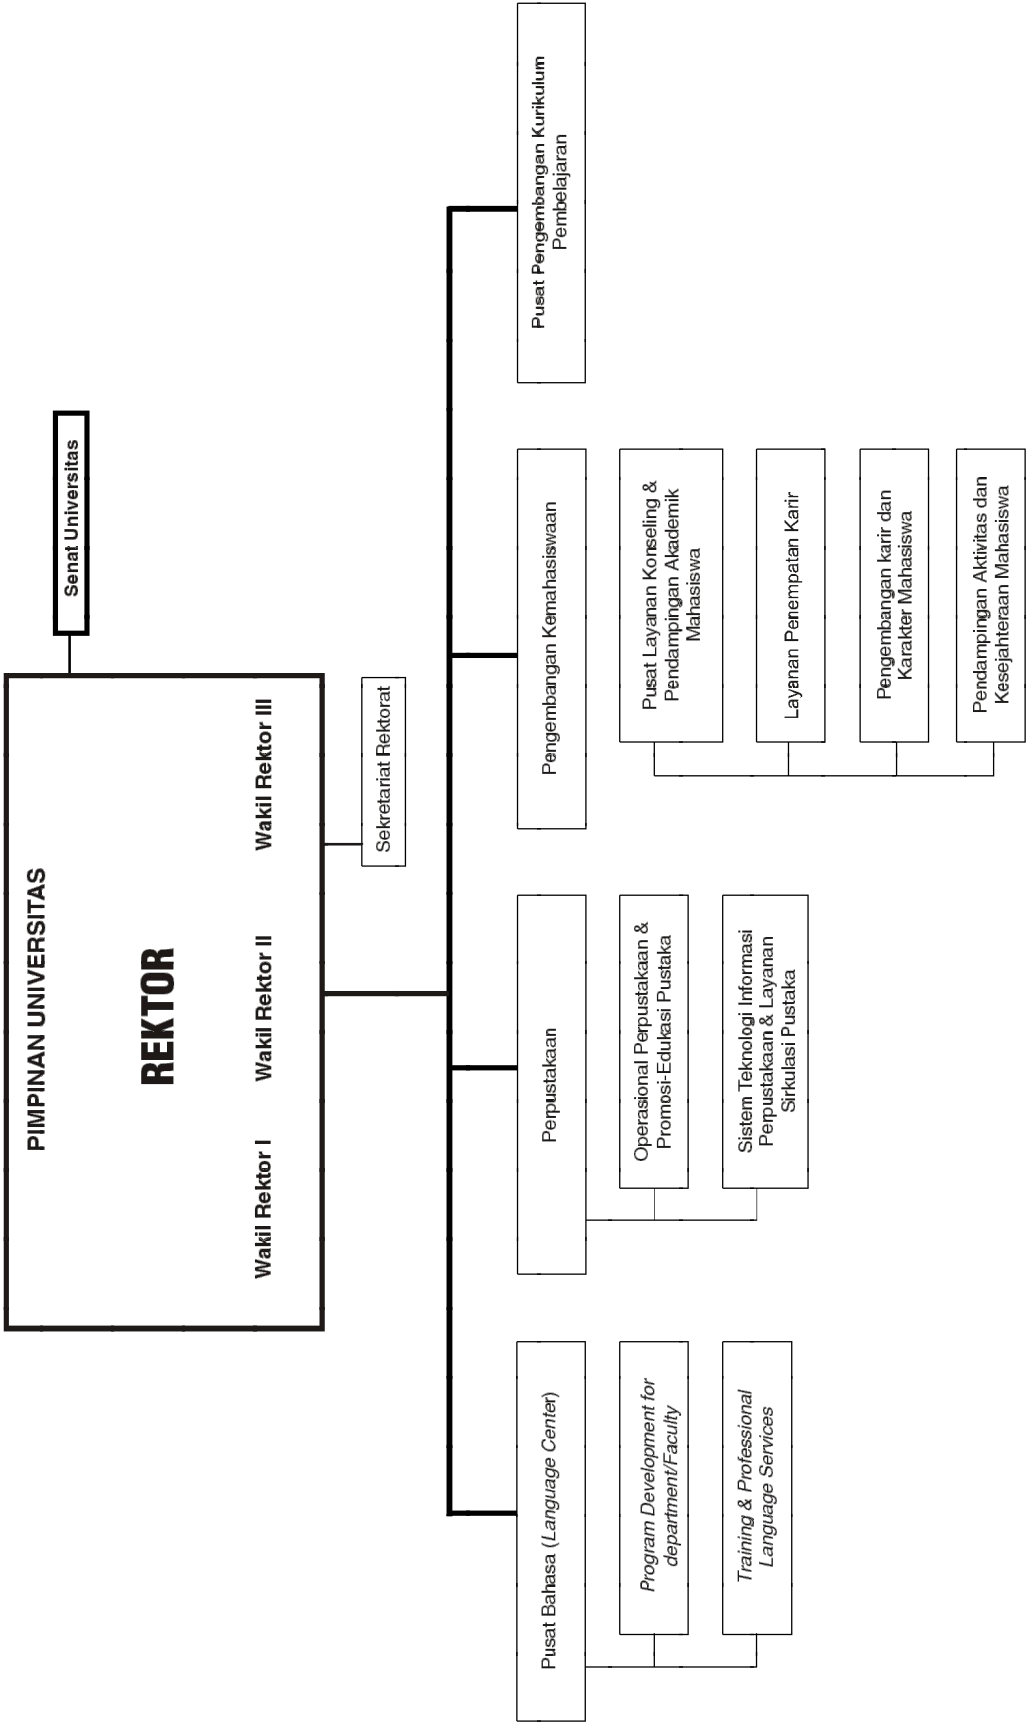 PIMPINAN UNIVERSITAS
REKTOR
Wakil Rektor I
Wakil Rektor II
Wakil Rektor III
Senat Universitas
Sekretariat Rektorat
Pusat Bahasa (Language Center)
Program Development for
department/Faculty
Training & Professional
Language Services
Perpustakaan
Operasional Perpustakaan &
Promosi-Edukasi Pustaka
Sistem Teknologi Informasi
Perpustakaan & Layanan
Sirkulasi Pustaka
Pengembangan Kemahasiswaan
Pusat Layanan Konseling &
Pendampingan Akademik
Mahasiswa
Layanan Penempatan Karir
Pengembangan karir dan
Karakter Mahasiswa
Pendampingan Aktivitas dan
Kesejahteraan Mahasiswa
Pusat Pengembangan Kurikulum
Pembelajaran